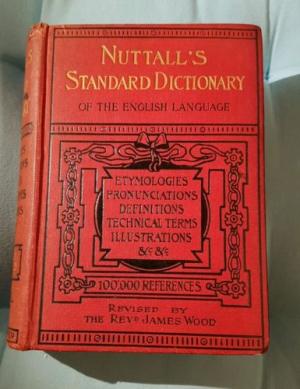 NUTTALL'S
STANDARD DICTIONARY
OF THE ENGLISH LANGUAGE
ETYMOLOGIES
PRONUNCIATIONS
DEFINITIONS
TECHNICAL TERMS
ILLUSTRATIONS
&c &c
100,000 REFERENCES
REVISED BY
THE REVD JAMES WOOD